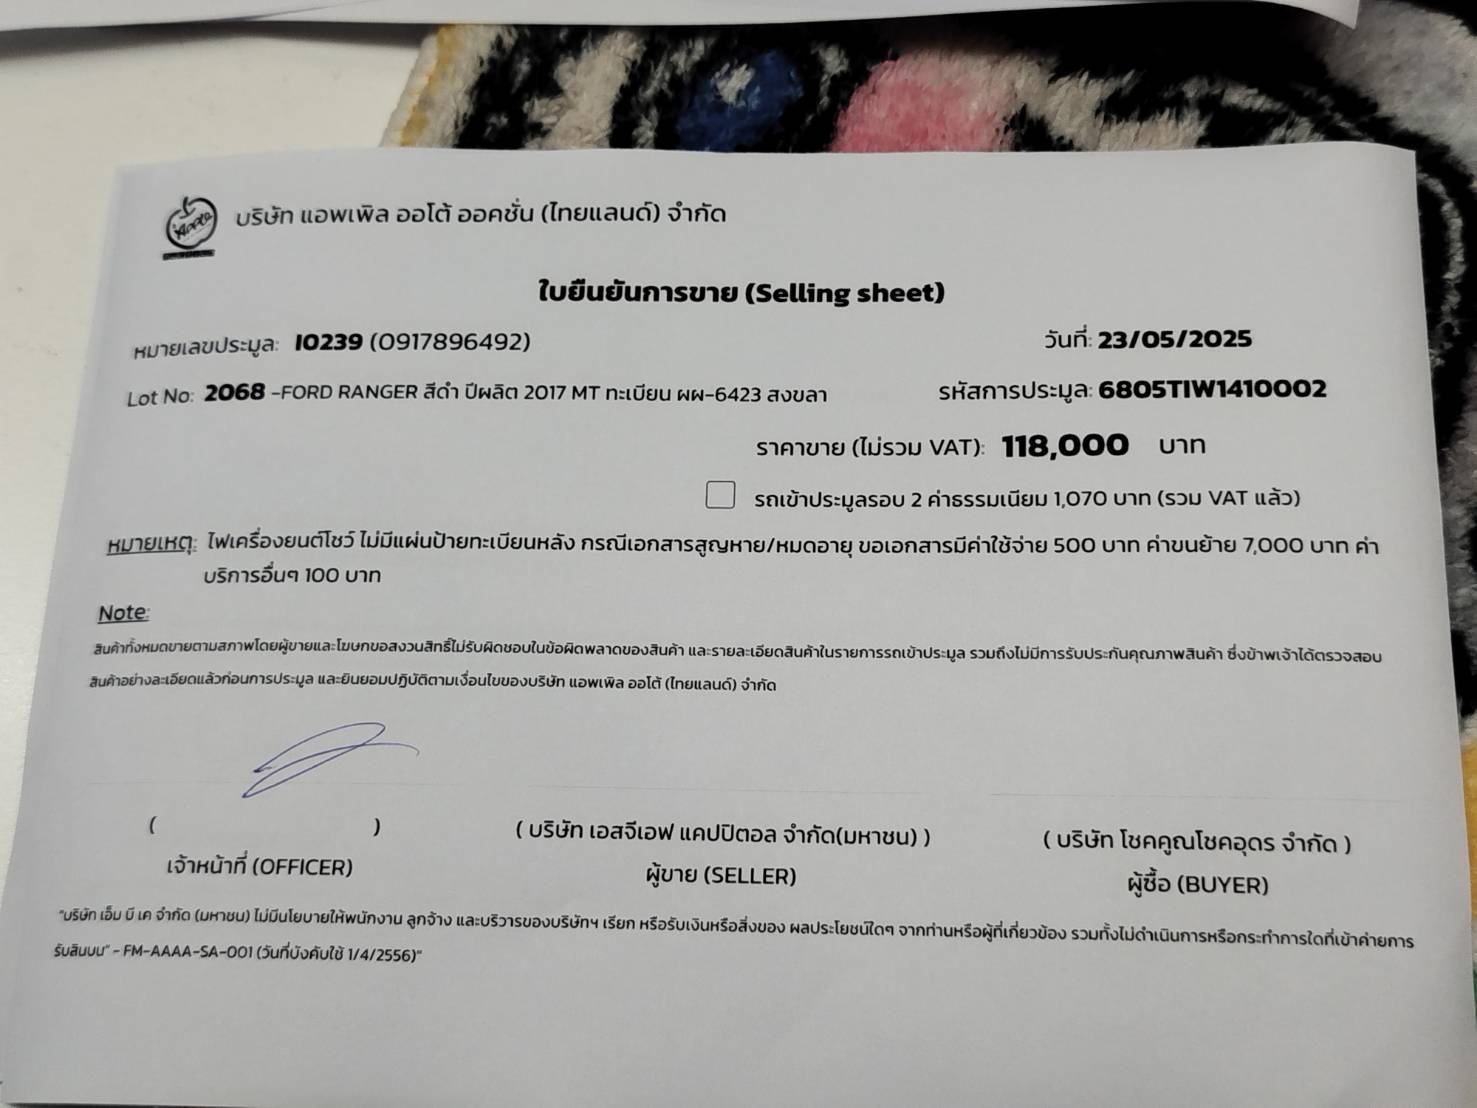 Apple
บริษัท แอพเพิล ออโต้ ออคชั่น (ไทยแลนด์) จำกัด
ใบยืนยันการขาย (Selling sheet)
หมายเลขประมูล: I0239 (0917896492) วันที่: 23/05/2025
Lot No: 2068 -FORD RANGER สีดำ ปีผลิต 2017 MT ทะเบียน ผผ-6423 สงขลา รหัสการประมูล: 6805TIW1410002
ราคาขาย (ไม่รวม VAT): 118,000 บาท
รถเข้าประมูลรอบ 2 ค่าธรรมเนียม 1,070 บาท (รวม VAT แล้ว)
หมายเหตุ: ไฟเครื่องยนต์โชว์ ไม่มีแผ่นป้ายทะเบียนหลัง กรณีเอกสารสูญหาย/หมดอายุ ขอเอกสารมีค่าใช้จ่าย 500 บาท ค่าขนย้าย 7,000 บาท ค่า
บริการอื่นๆ 100 บาท
Note:
สินค้าทั้งหมดขายตามสภาพโดยผู้ขายและโฆษกขอสงวนสิทธิ์ไม่รับผิดชอบในข้อผิดพลาดของสินค้า และรายละเอียดสินค้าในรายการรถเข้าประมูล รวมถึงไม่มีการรับประกันคุณภาพสินค้า ซึ่งข้าพเจ้าได้ตรวจสอบ
สินค้าอย่างละเอียดแล้วก่อนการประมูล และยินยอมปฏิบัติตามเงื่อนไขของบริษัท แอพเพิล ออโต้ (ไทยแลนด์) จำกัด
( ) ( บริษัท เอสจีเอฟ แคปปิตอล จำกัด(มหาชน) ) ( บริษัท โชคคูณโชคอุดร จำกัด )
เจ้าหน้าที่ (OFFICER) ผู้ขาย (SELLER) ผู้ซื้อ (BUYER)
"บริษัท เอ็ม บี เค จำกัด (มหาชน) ไม่มีนโยบายให้พนักงาน ลูกจ้าง และบริวารของบริษัทฯ เรียก หรือรับเงินหรือสิ่งของ ผลประโยชน์ใดๆ จากท่านหรือผู้ที่เกี่ยวข้อง รวมทั้งไม่ดำเนินการหรือกระทำการใดที่เข้าค่ายการ
รับสินบน" - FM-AAAA-SA-001 (วันที่บังคับใช้ 1/4/2556)"